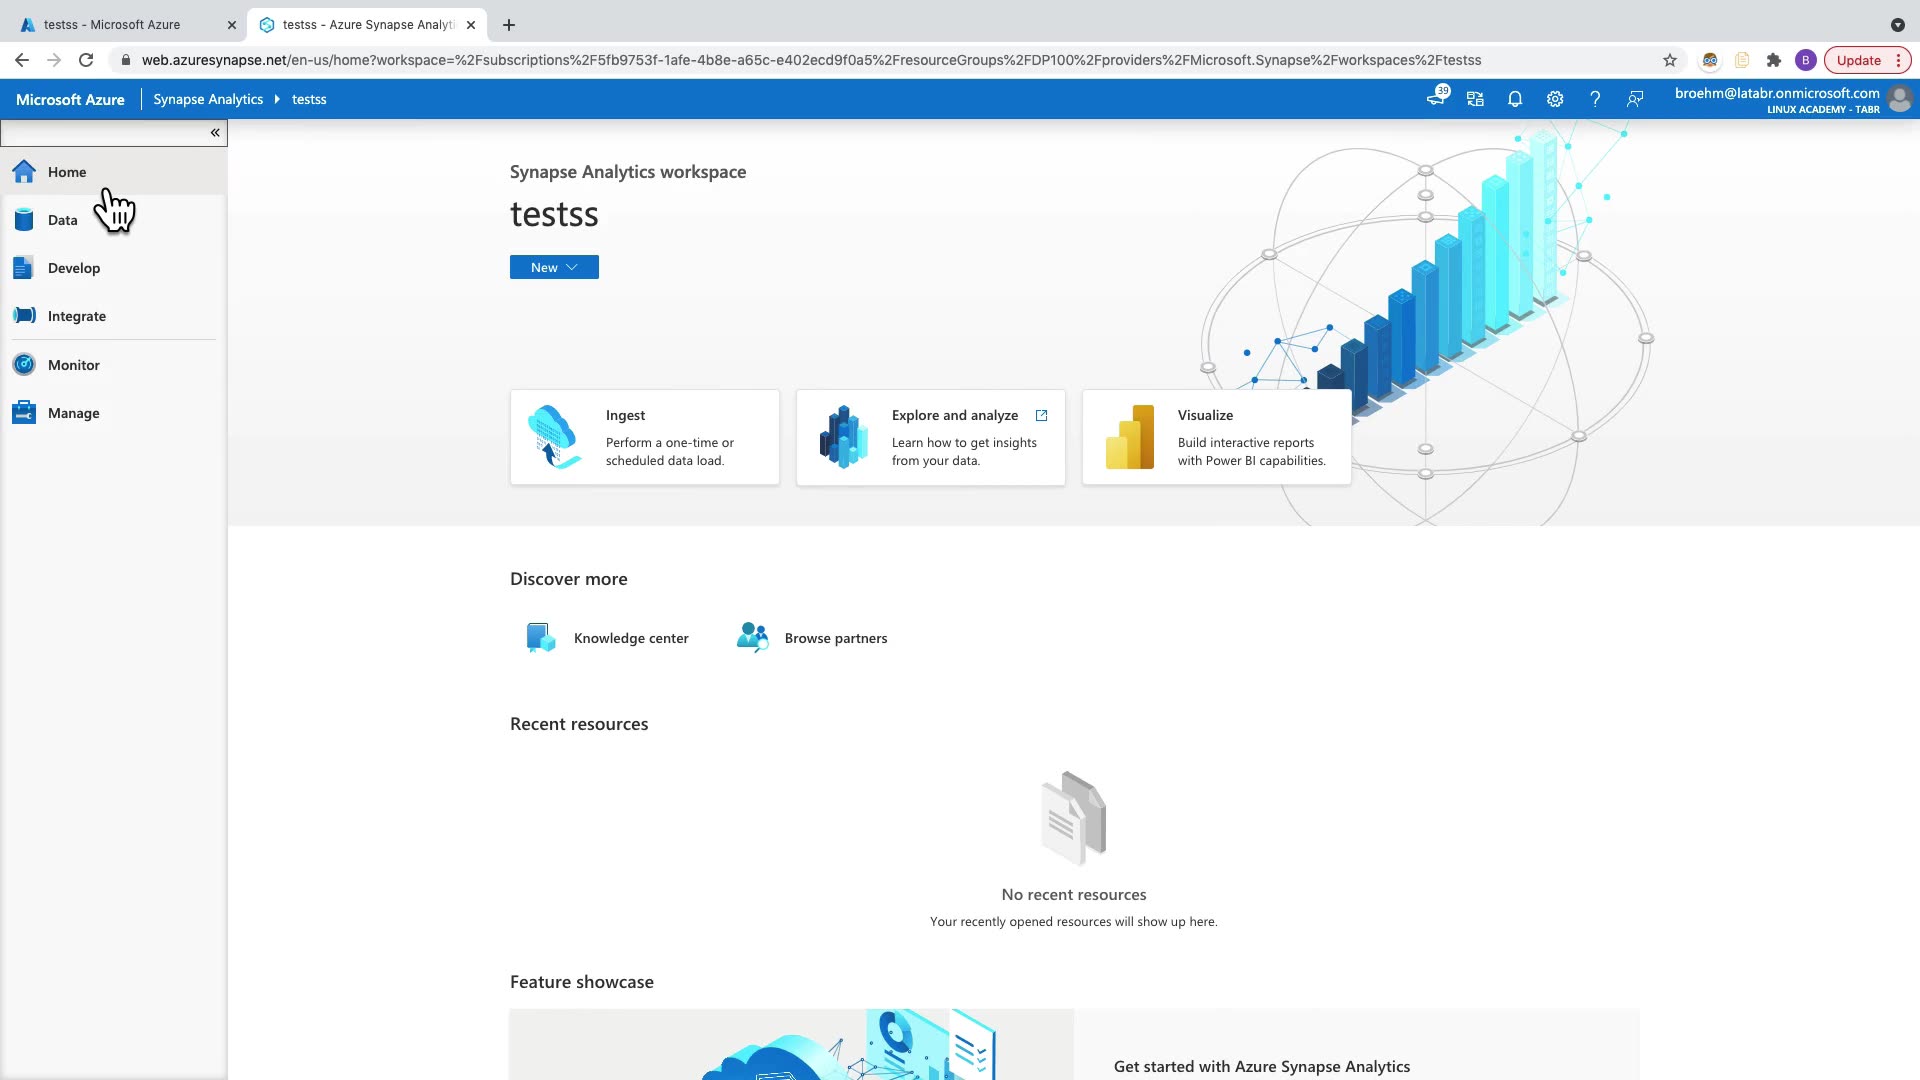 testss - Microsoft Azure
testss - Azure Synapse Analyti
web.azuresynapse.net/en-us/home?workspace=%2Fsubscriptions%2F5fb9753f-1afe-4b8e-a65c-e402ecd9f0a5%2FresourceGroups%2FDP100%2Fproviders%2FMicrosoft.Synapse%2Fworkspaces%2Ftestss
B
Update
Microsoft Azure
Synapse Analytics
testss
39
broehm@latabr.onmicrosoft.com
LINUX ACADEMY - TABR
Home
Data
Develop
Integrate
Monitor
Manage
Synapse Analytics workspace
testss
New
Ingest
Perform a one-time or
scheduled data load.
Explore and analyze
Learn how to get insights
from your data.
Visualize
Build interactive reports
with Power BI capabilities.
Discover more
Knowledge center
Browse partners
Recent resources
No recent resources
Your recently opened resources will show up here.
Feature showcase
Get started with Azure Synapse Analytics